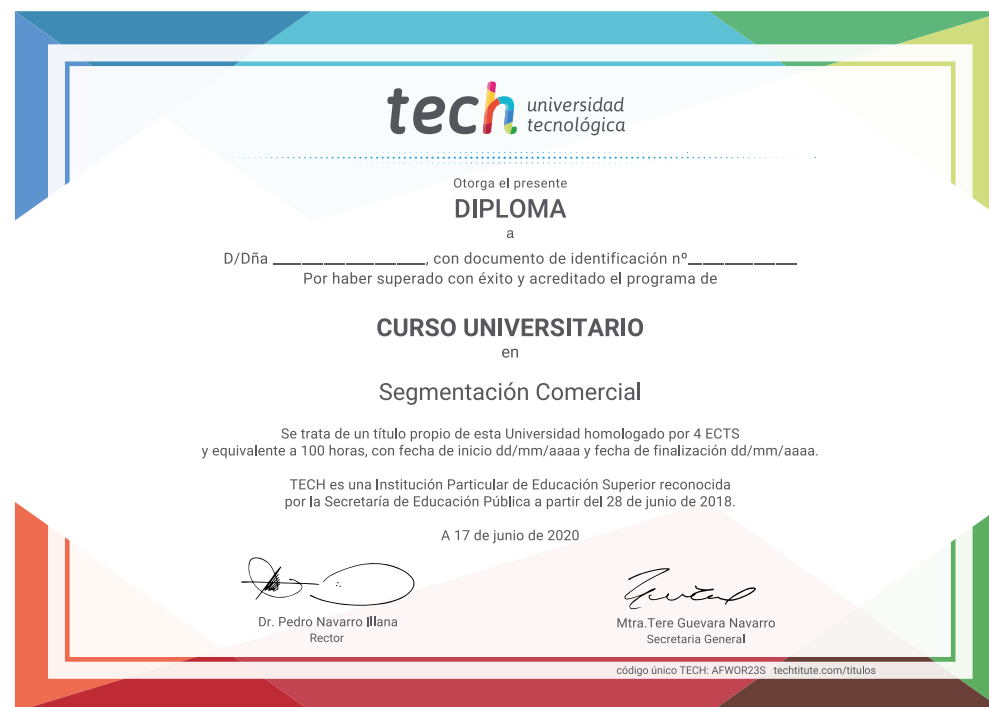 tech universidad
tecnológica
Otorga el presente
DIPLOMA
a
D/Dña __________________, con documento de identificación nº_____________
Por haber superado con éxito y acreditado el programa de
CURSO UNIVERSITARIO
en
Segmentación Comercial
Se trata de un título propio de esta Universidad homologado por 4 ECTS
y equivalente a 100 horas, con fecha de inicio dd/mm/aaaa y fecha de finalización dd/mm/aaaa.
TECH es una Institución Particular de Educación Superior reconocida
por la Secretaría de Educación Pública a partir del 28 de junio de 2018.
A 17 de junio de 2020
Dr. Pedro Navarro Illana
Rector
Mtra.Tere Guevara Navarro
Secretaria General
código único TECH: AFWOR23S techtitute.com/titulos